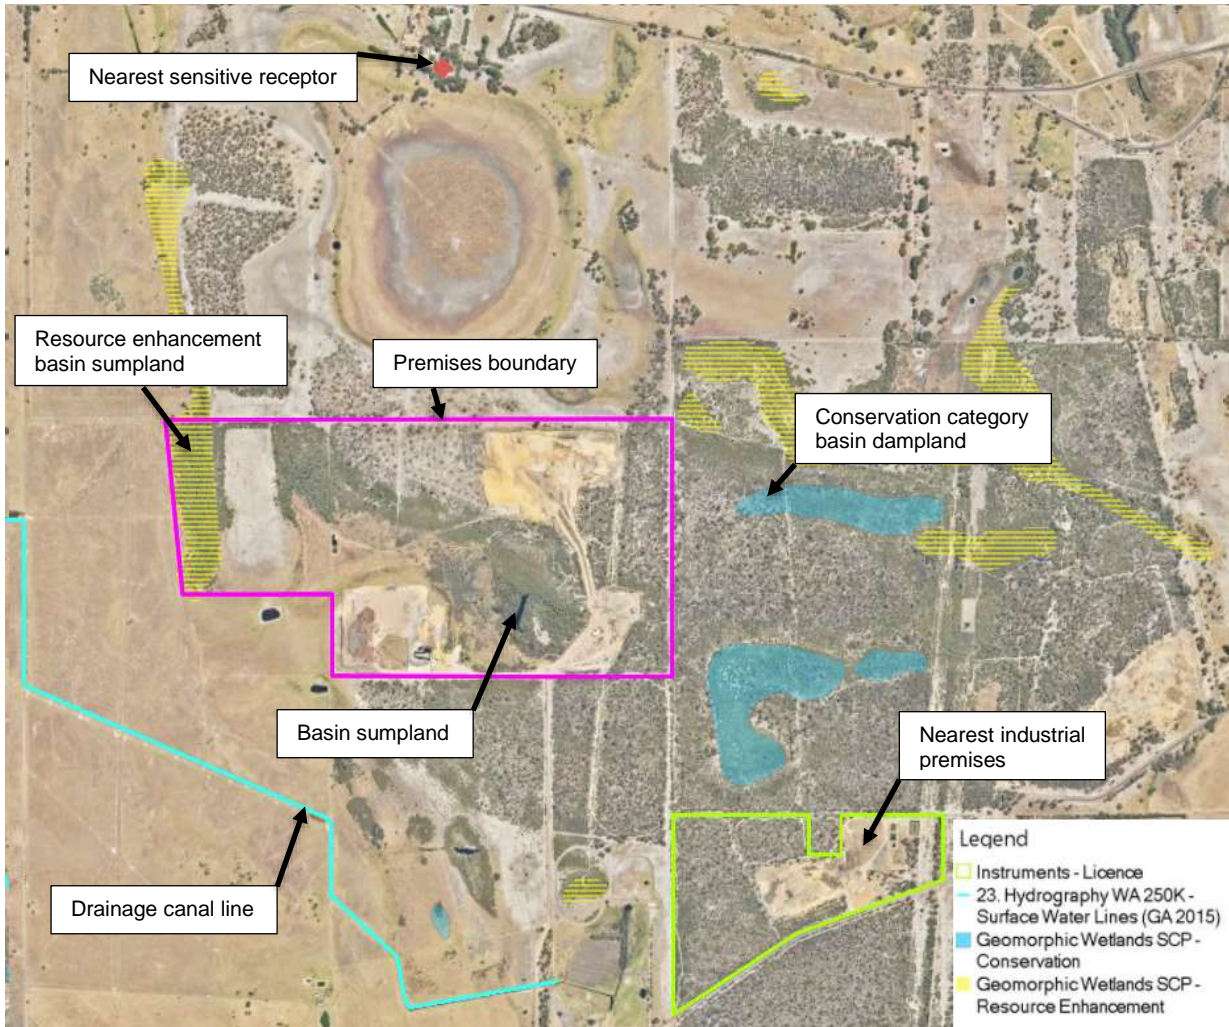 Nearest sensitive receptor
Resource enhancement
basin sumpland
Premises boundary
Conservation category
basin dampland
Basin sumpland
Nearest industrial
premises
Drainage canal line
Legend
Instruments - Licence
23. Hydrography WA 250K -
Surface Water Lines (GA 2015)
Geomorphic Wetlands SCP -
Conservation
Geomorphic Wetlands SCP -
Resource Enhancement